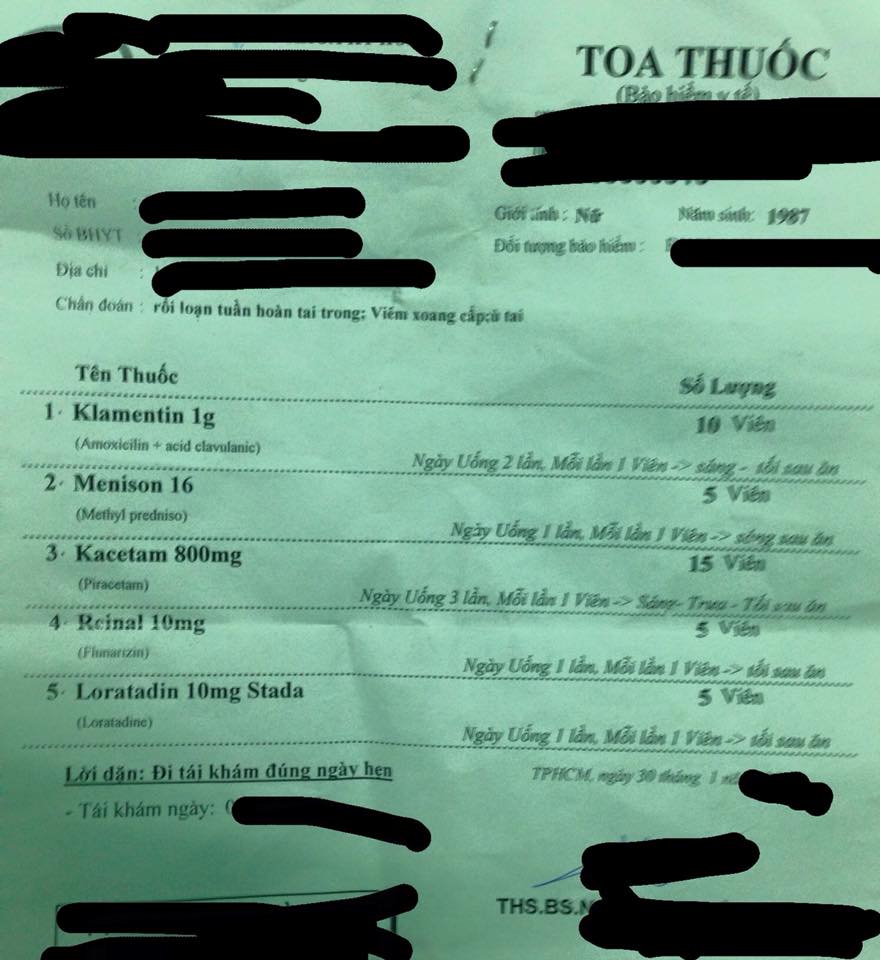 TOA THUỐC
(Bảo hiểm y tế)
Họ tên :
Giới tính : Nữ Năm sinh: 1987
Số BHYT
Đối tượng bảo hiểm :
Địa chỉ :
Chẩn đoán : rối loạn tuần hoàn tai trong; Viêm xoang cấp;ù tai
Tên Thuốc Số Lượng
1· Klamentin 1g 10 Viên
(Amoxicilin + acid clavulanic)
Ngày Uống 2 lần, Mỗi lần 1 Viên -> sáng - tối sau ăn
2· Menison 16 5 Viên
(Methyl predniso)
Ngày Uống 1 lần, Mỗi lần 1 Viên -> sáng sau ăn
3· Kacetam 800mg 15 Viên
(Piracetam)
Ngày Uống 3 lần, Mỗi lần 1 Viên -> Sáng- Trưa - Tối sau ăn
4· Reinal 10mg 5 Viên
(Flunarizin)
Ngày Uống 1 lần, Mỗi lần 1 Viên -> tối sau ăn
5· Loratadin 10mg Stada 5 Viên
(Loratadine)
Ngày Uống 1 lần, Mỗi lần 1 Viên -> tối sau ăn
Lời dặn: Đi tái khám đúng ngày hẹn
TPHCM, ngày 30 tháng 1
- Tái khám ngày: 0
THS.BS.N